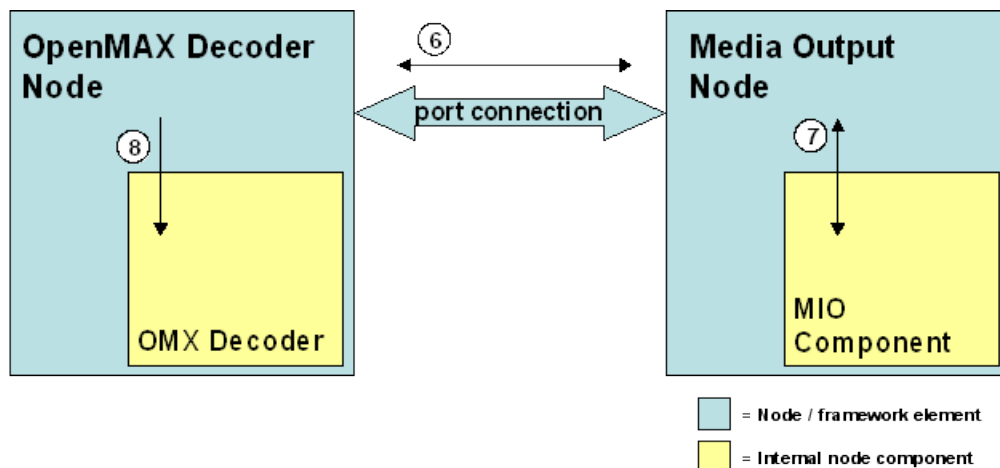 OpenMAX Decoder
Node
8
OMX Decoder
6
port connection
Media Output
Node
7
MIO
Component
= Node / framework element
= Internal node component